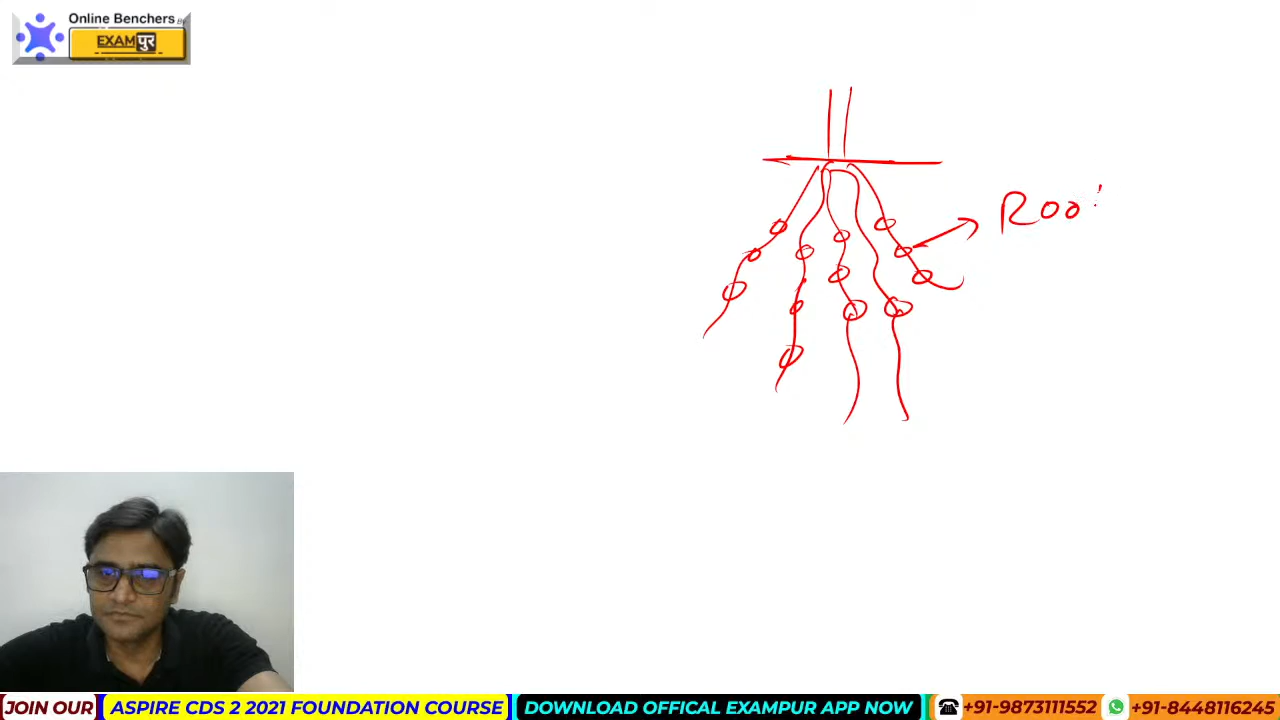 Online Benchers By
EXAMपुर
Roo
JOIN OUR ASPIRE CDS 2 2021 FOUNDATION COURSE DOWNLOAD OFFICAL EXAMPUR APP NOW +91-9873111552 +91-8448116245